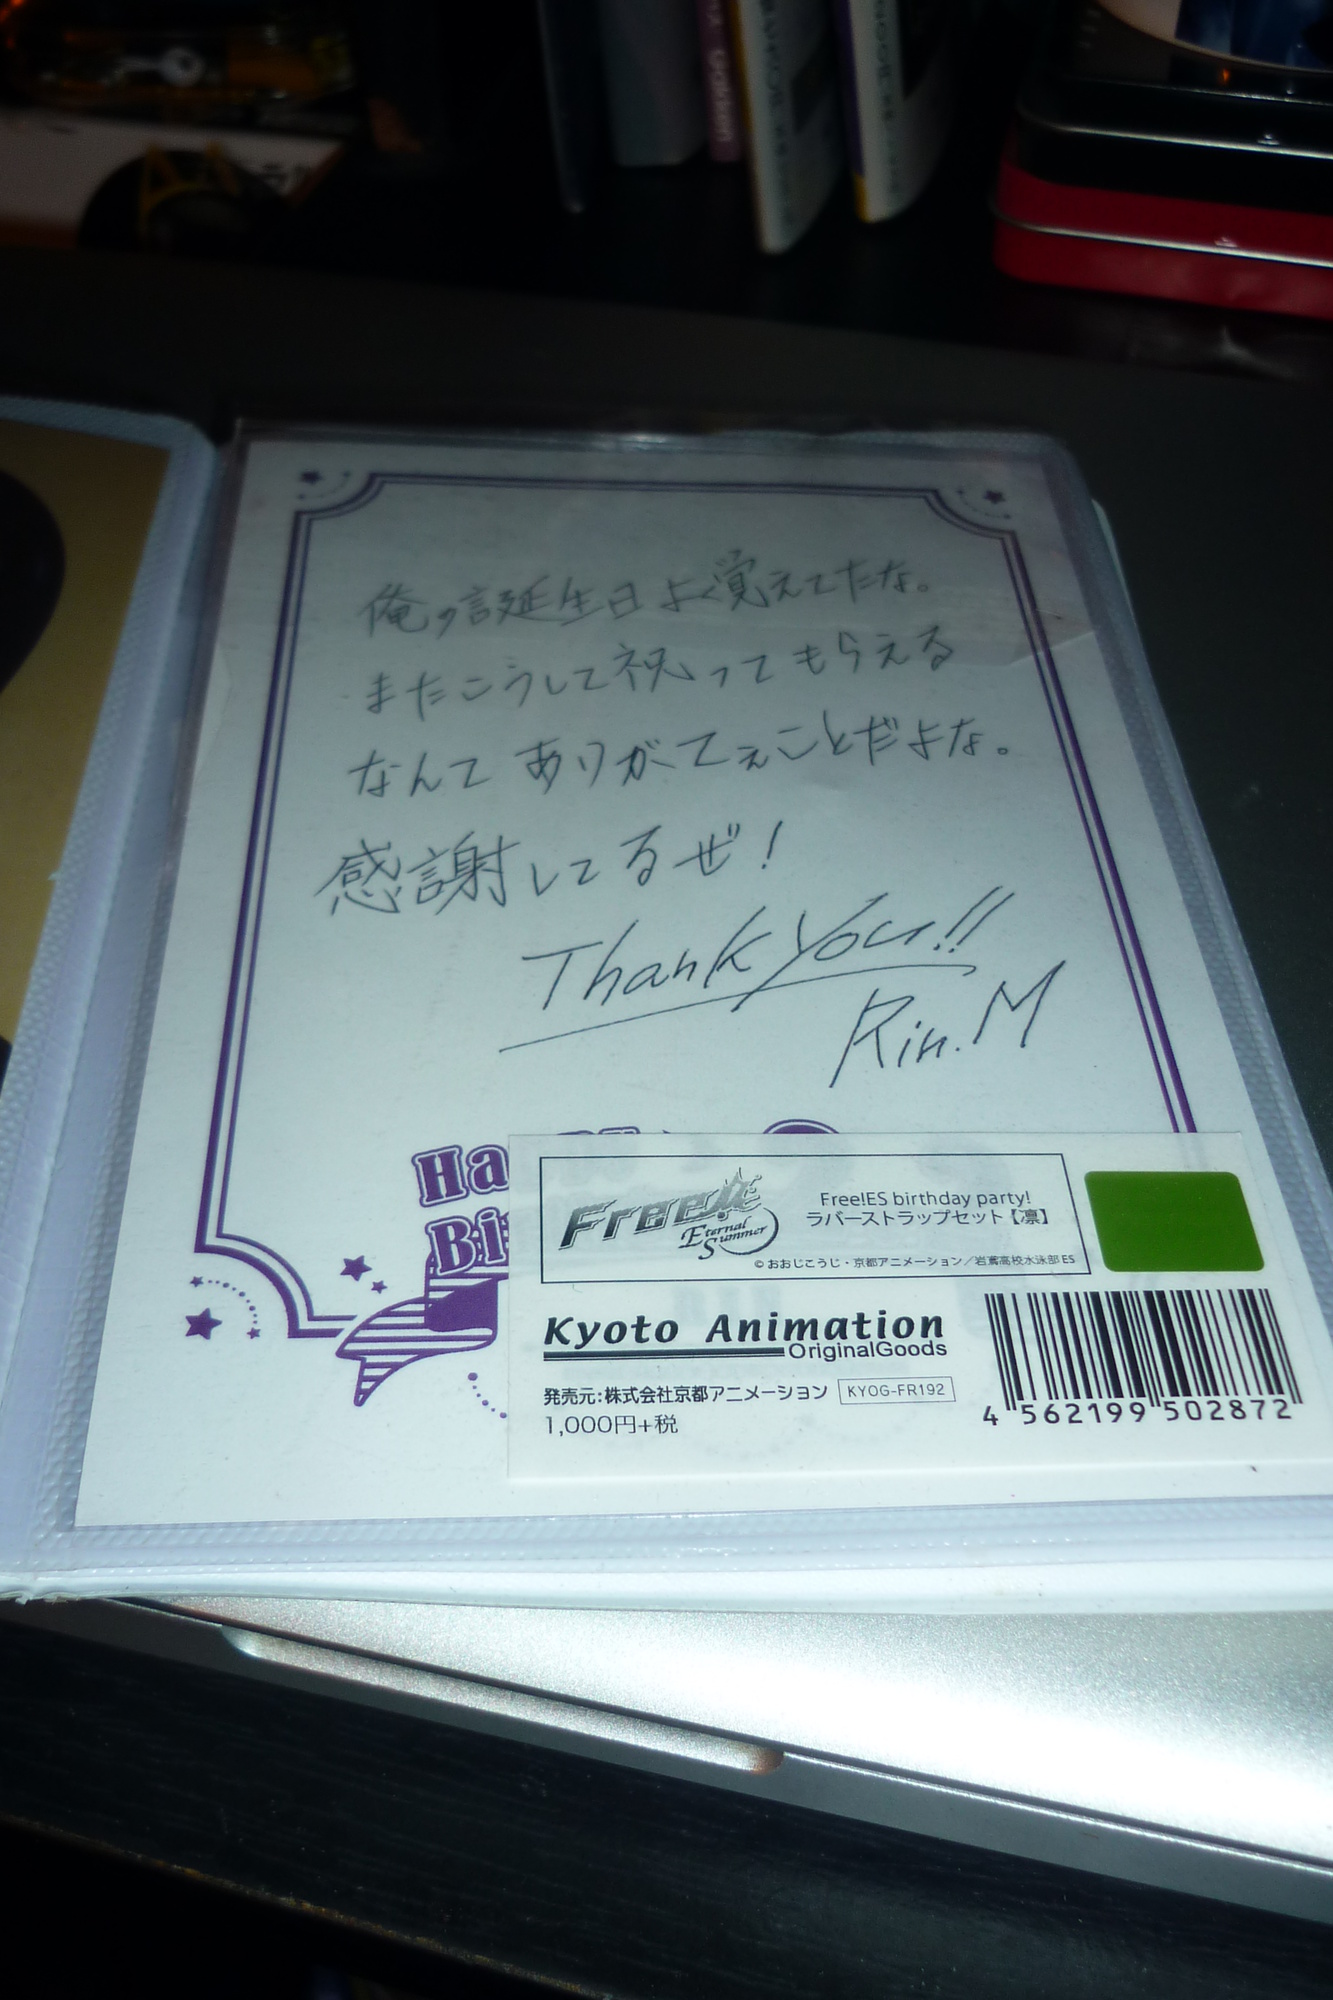 俺の誕生日よく覚えてたな。
またこうして祝ってもらえる
なんてありがてぇことだよな。
感謝してるぜ！
Thank you!!
Rin.M
Ha
Bi
Free!
Eternal Summer
Free!ES birthday party!
ラバーストラップセット【凛】
©おおじこうじ・京都アニメーション／岩鳶高校水泳部ES
Kyoto Animation
OriginalGoods
発売元:株式会社京都アニメーション KYOG-FR192
1,000円+税
4 562199 502872